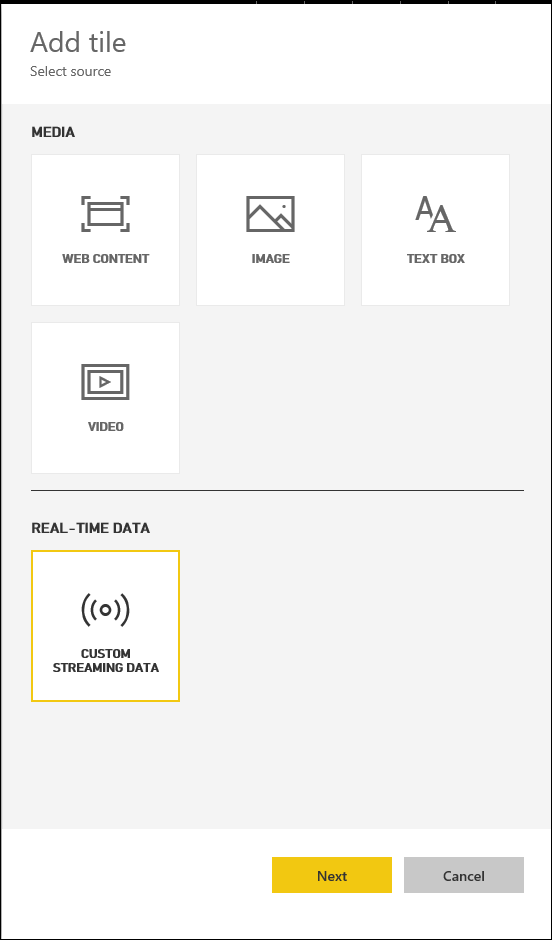 Add tile
Select source
MEDIA
WEB CONTENT
IMAGE
TEXT BOX
VIDEO
REAL-TIME DATA
CUSTOM
STREAMING DATA
Next
Cancel